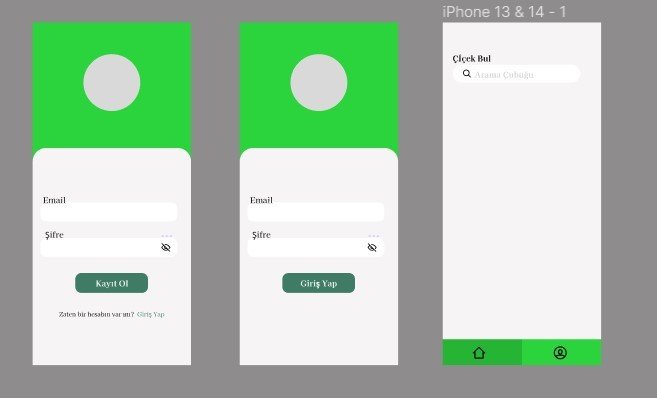 iPhone 13 & 14 - 1
Email
Şifre
Kayıt Ol
Zaten bir hesabın var mı? Giriş Yap
Email
Şifre
Giriş Yap
Çiçek Bul
Arama Çubuğu